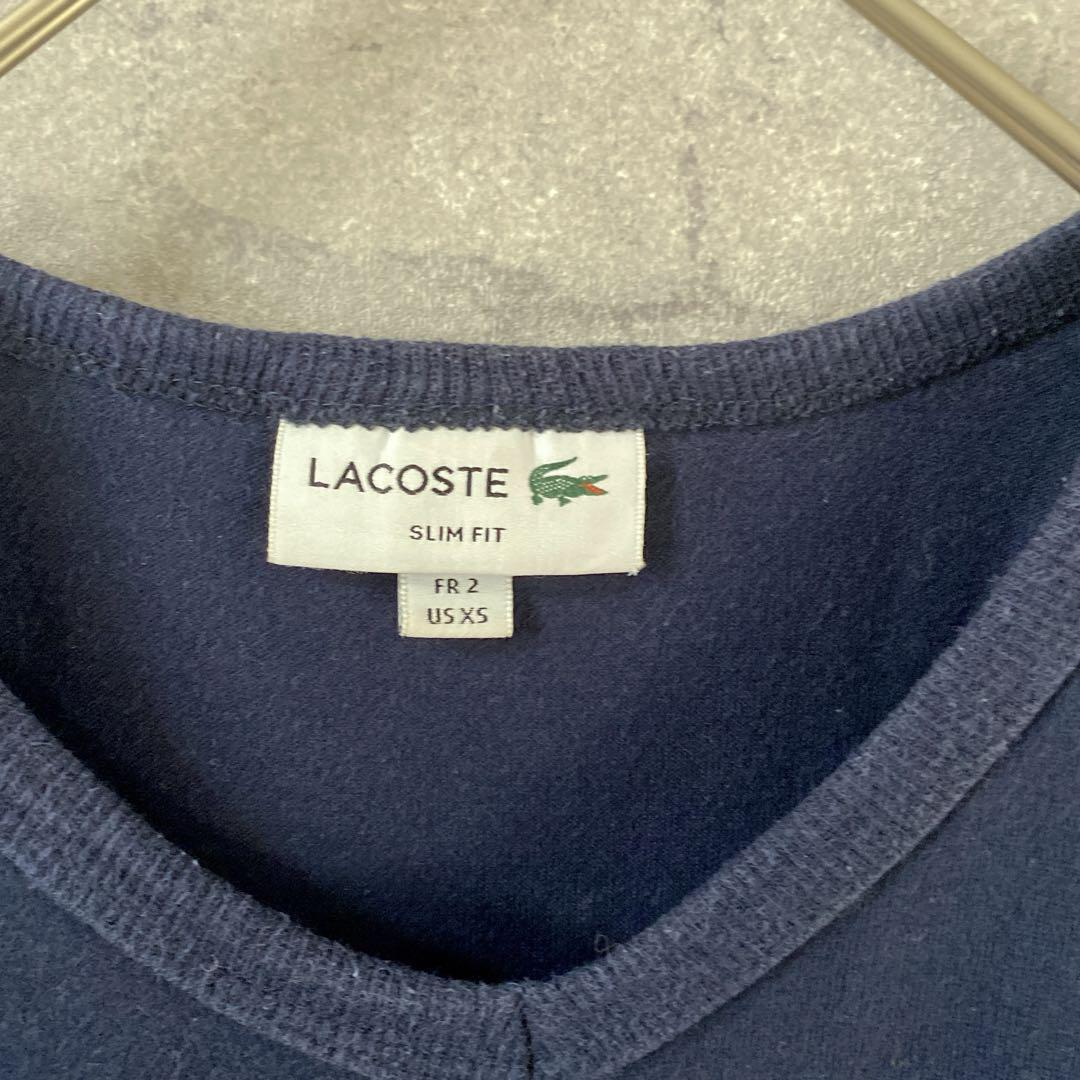 LACOSTE
SLIM FIT
FR 2
US XS